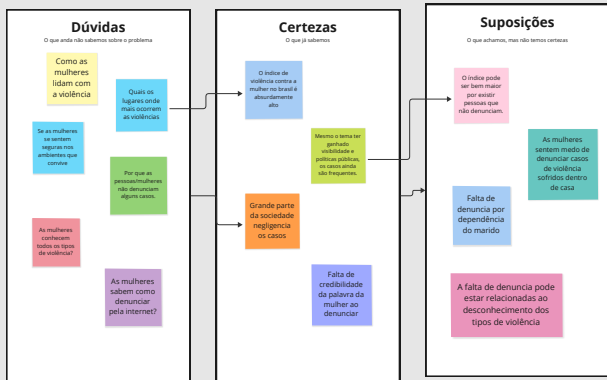 Dúvidas
O que anda não sabemos sobre o problema
Como as
mulheres
lidam com
a violência
Quais os
lugares onde
mais ocorrem
as violências
Se as mulheres
se sentem
seguras nos
ambientes que
convive
Por que as
pessoas/mulheres
não denunciam
alguns casos.
As mulheres
conhecem
todos os tipos
de violência?
As mulheres
sabem como
denunciar
pela internet?
Certezas
O que já sabemos
O índice de
violência contra a
mulher no brasil é
absurdamente
alto
Mesmo o tema ter
ganhado
visibilidade e
políticas públicas,
os casos ainda
são frequentes.
Grande parte
da sociedade
negligencia
os casos
Falta de
credibilidade
da palavra da
mulher ao
denunciar
Suposições
O que achamos, mas não temos certezas
O índice pode
ser bem maior
por existir
pessoas que
não denunciam.
As mulheres
sentem medo de
denunciar casos
de violência
sofridos dentro
de casa
Falta de
denuncia por
dependência
do marido
A falta de denuncia pode
estar relacionadas ao
desconhecimento dos
tipos de violência